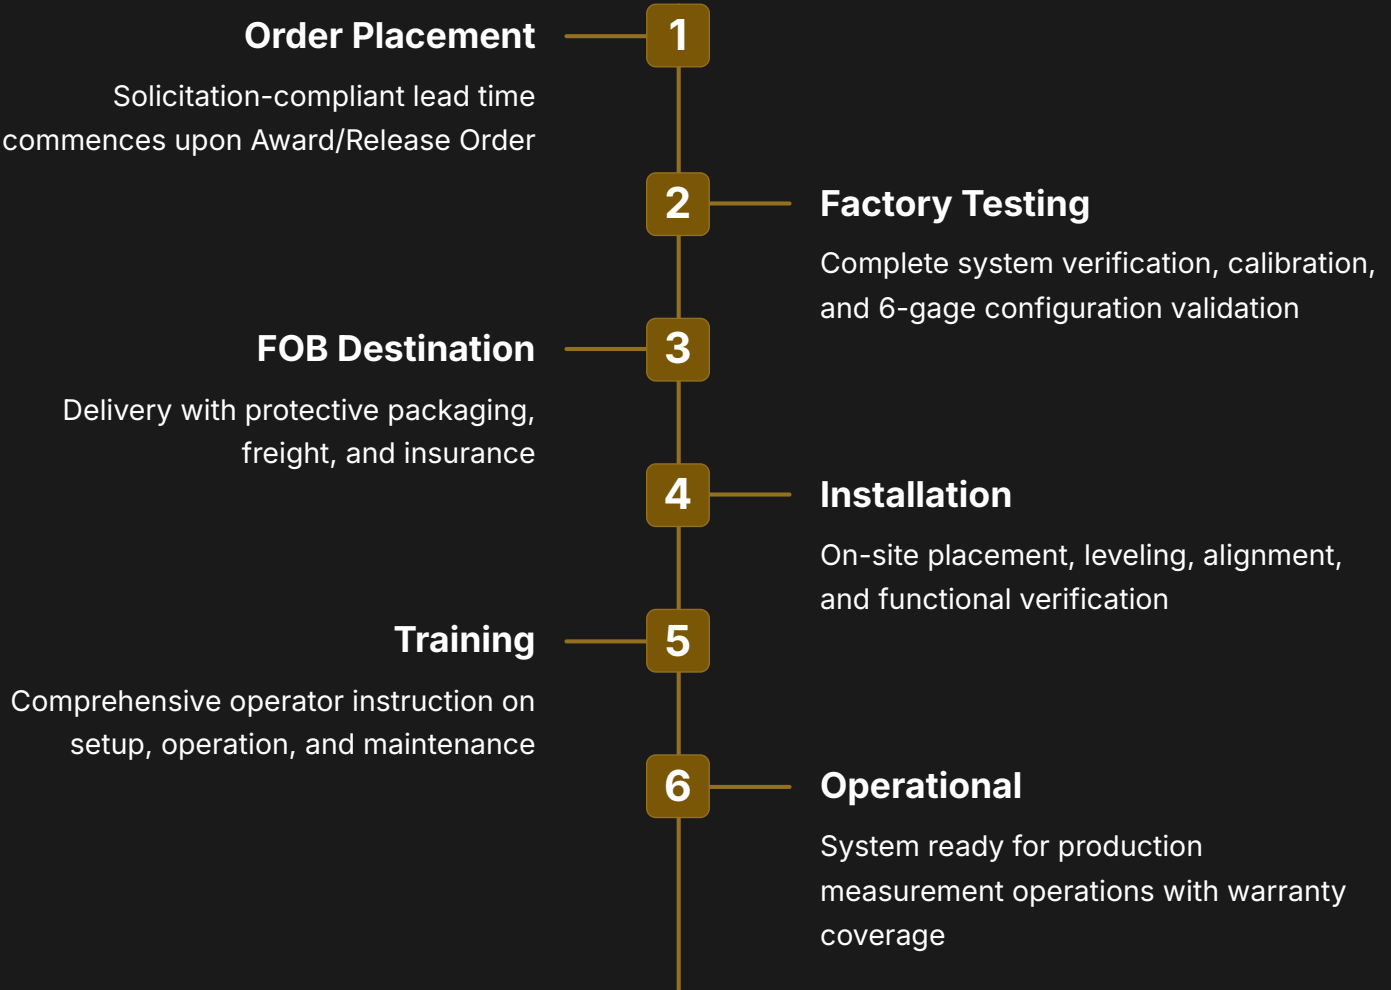 Order Placement
1
Solicitation-compliant lead time
commences upon Award/Release Order
2
Factory Testing
Complete system verification, calibration,
and 6-gage configuration validation
FOB Destination
3
Delivery with protective packaging,
freight, and insurance
4
Installation
On-site placement, leveling, alignment,
and functional verification
Training
5
Comprehensive operator instruction on
setup, operation, and maintenance
6
Operational
System ready for production
measurement operations with warranty
coverage